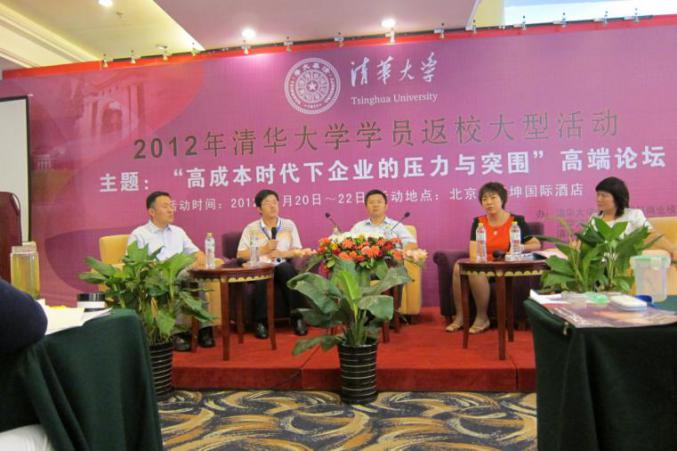 清華大学
Tsinghua University
2012年清华大学学员返校大型活动
主题：“高成本时代下企业的压力与突围”高端论坛
活动时间：201 月20日～22日 活动地点：北京 坤国际酒店